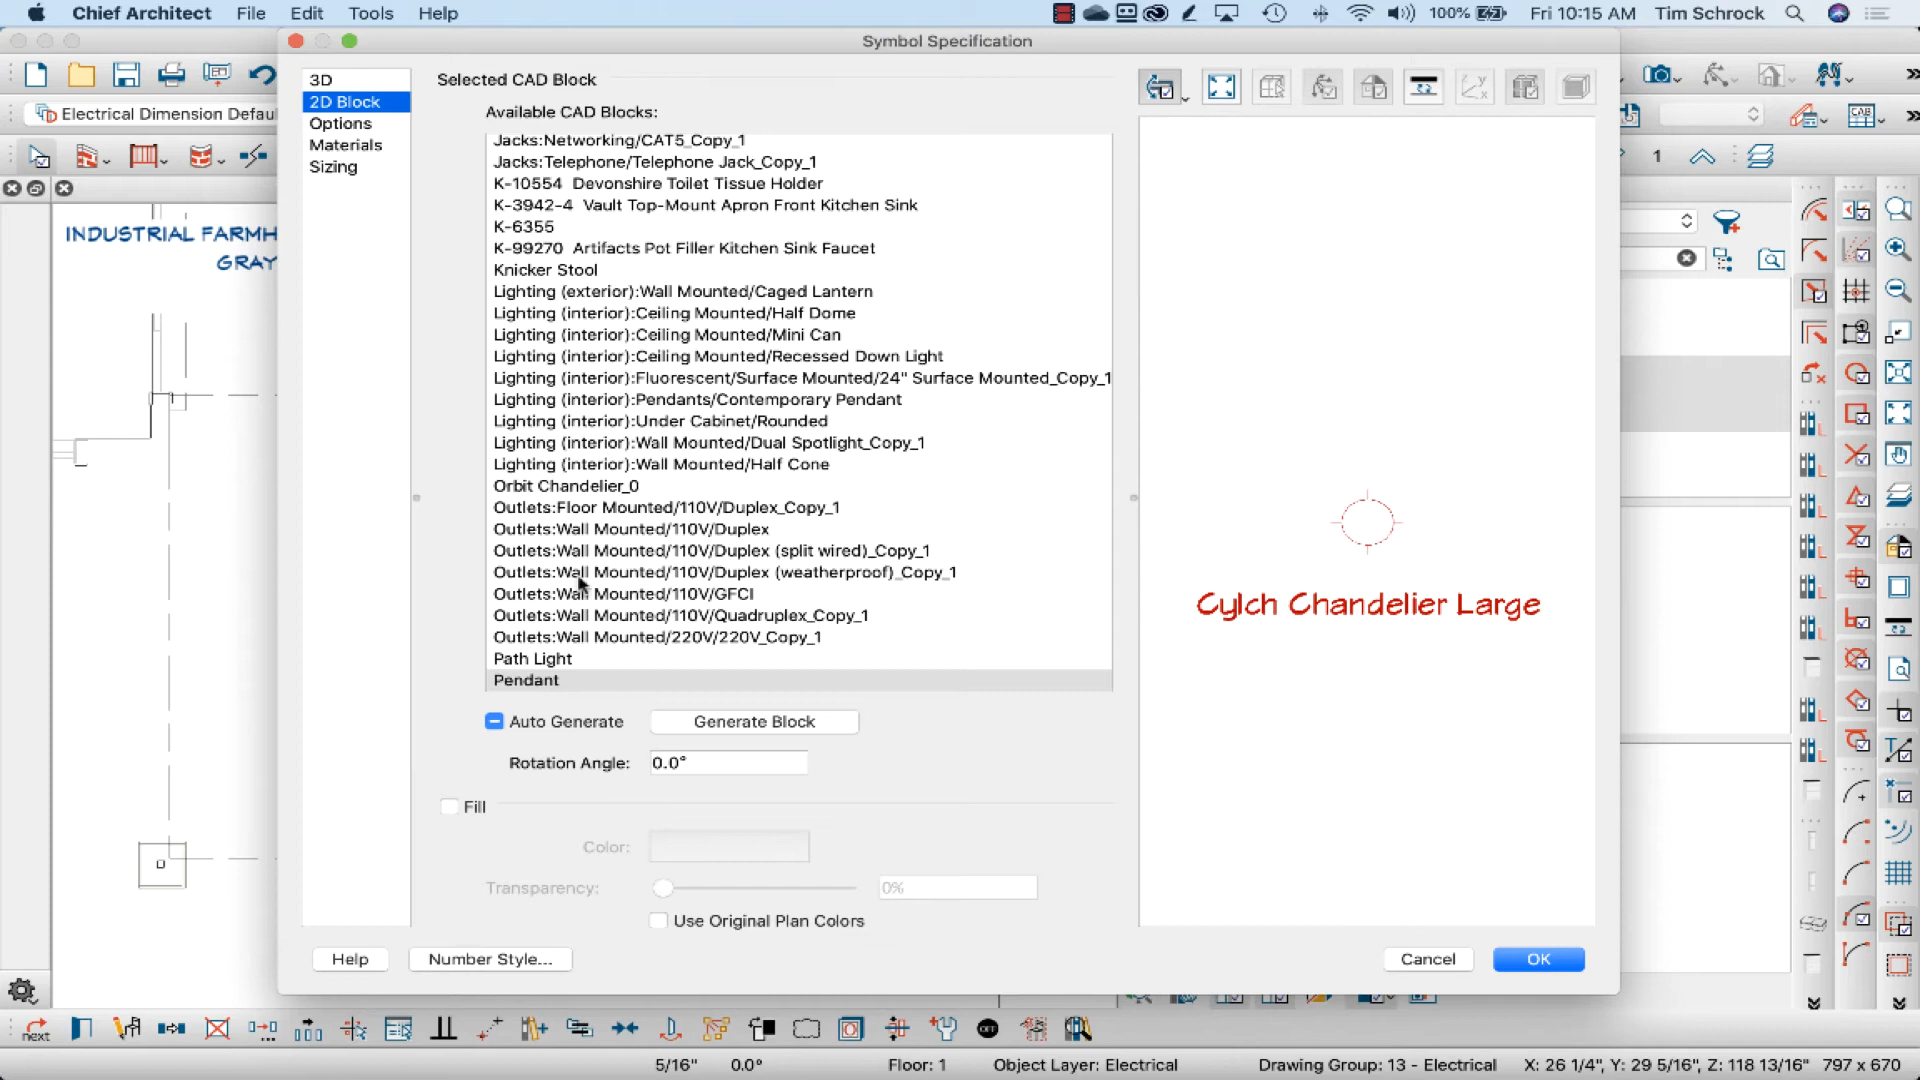 Chief Architect File Edit Tools Help 100% Fri 10:15 AM Tim Schrock
Symbol Specification
Electrical Dimension Defau
INDUSTRIAL FARMH
GRAY
3D
2D Block
Options
Materials
Sizing
Selected CAD Block
Available CAD Blocks:
Jacks:Networking/CAT5_Copy_1
Jacks:Telephone/Telephone Jack_Copy_1
K-10554 Devonshire Toilet Tissue Holder
K-3942-4 Vault Top-Mount Apron Front Kitchen Sink
K-6355
K-99270 Artifacts Pot Filler Kitchen Sink Faucet
Knicker Stool
Lighting (exterior):Wall Mounted/Caged Lantern
Lighting (interior):Ceiling Mounted/Half Dome
Lighting (interior):Ceiling Mounted/Mini Can
Lighting (interior):Ceiling Mounted/Recessed Down Light
Lighting (interior):Fluorescent/Surface Mounted/24" Surface Mounted_Copy_1
Lighting (interior):Pendants/Contemporary Pendant
Lighting (interior):Under Cabinet/Rounded
Lighting (interior):Wall Mounted/Dual Spotlight_Copy_1
Lighting (interior):Wall Mounted/Half Cone
Orbit Chandelier_0
Outlets:Floor Mounted/110V/Duplex_Copy_1
Outlets:Wall Mounted/110V/Duplex
Outlets:Wall Mounted/110V/Duplex (split wired)_Copy_1
Outlets:Wall Mounted/110V/Duplex (weatherproof)_Copy_1
Outlets:Wall Mounted/110V/GFCI
Outlets:Wall Mounted/110V/Quadruplex_Copy_1
Outlets:Wall Mounted/220V/220V_Copy_1
Path Light
Pendant
Auto Generate Generate Block
Rotation Angle: 0.0°
Fill
Color:
Transparency: 0%
Use Original Plan Colors
Cylch Chandelier Large
1
CAB
Help Number Style... Cancel OK
next
OFF
5/16" 0.0° Floor: 1 Object Layer: Electrical Drawing Group: 13 - Electrical X: 26 1/4", Y: 29 5/16", Z: 118 13/16" 797 x 670